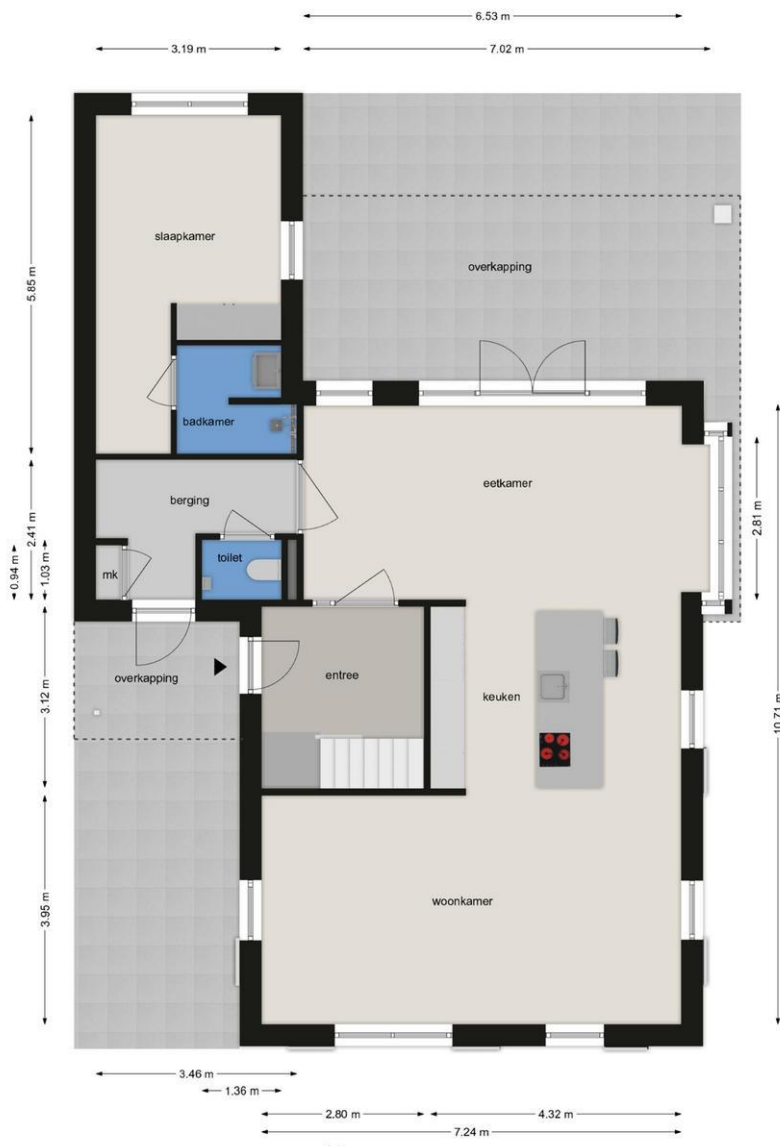 6.53 m
3.19 m
7.02 m
slaapkamer
overkapping
5.85 m
badkamer
eetkamer
berging
2.81 m
2.41 m
toilet
mk
1.03 m
0.94 m
overkapping
entree
keuken
3.12 m
10.71 m
woonkamer
3.95 m
3.46 m
1.36 m
2.80 m
4.32 m
7.24 m